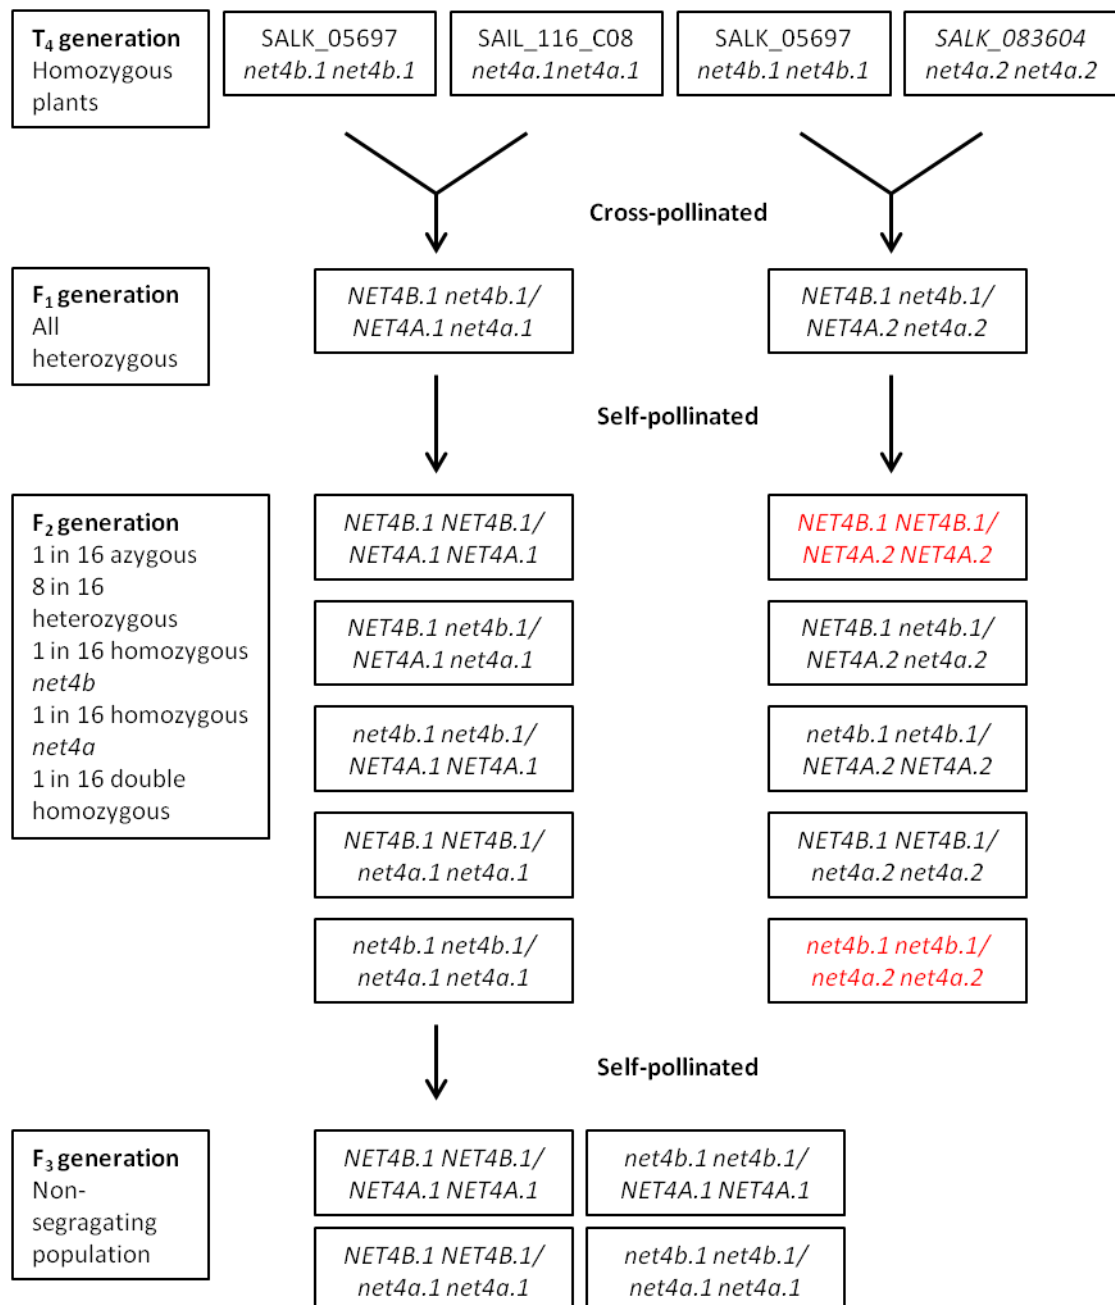 T4 generation
Homozygous
plants
SALK_05697
net4b.1 net4b.1
SAIL_116_C08
net4a.1net4a.1
SALK_05697
net4b.1 net4b.1
SALK_083604
net4a.2 net4a.2
Cross-pollinated
F1 generation
All
heterozygous
NET4B.1 net4b.1/
NET4A.1 net4a.1
NET4B.1 net4b.1/
NET4A.2 net4a.2
Self-pollinated
F2 generation
1 in 16 azygous
8 in 16
heterozygous
1 in 16 homozygous
net4b
1 in 16 homozygous
net4a
1 in 16 double
homozygous
NET4B.1 NET4B.1/
NET4A.1 NET4A.1
NET4B.1 NET4B.1/
NET4A.2 NET4A.2
NET4B.1 net4b.1/
NET4A.1 net4a.1
NET4B.1 net4b.1/
NET4A.2 net4a.2
net4b.1 net4b.1/
NET4A.1 NET4A.1
net4b.1 net4b.1/
NET4A.2 NET4A.2
NET4B.1 NET4B.1/
net4a.1 net4a.1
NET4B.1 NET4B.1/
net4a.2 net4a.2
net4b.1 net4b.1/
net4a.1 net4a.1
net4b.1 net4b.1/
net4a.2 net4a.2
Self-pollinated
F3 generation
Non-
segragating
population
NET4B.1 NET4B.1/
NET4A.1 NET4A.1
net4b.1 net4b.1/
NET4A.1 NET4A.1
NET4B.1 NET4B.1/
net4a.1 net4a.1
net4b.1 net4b.1/
net4a.1 net4a.1